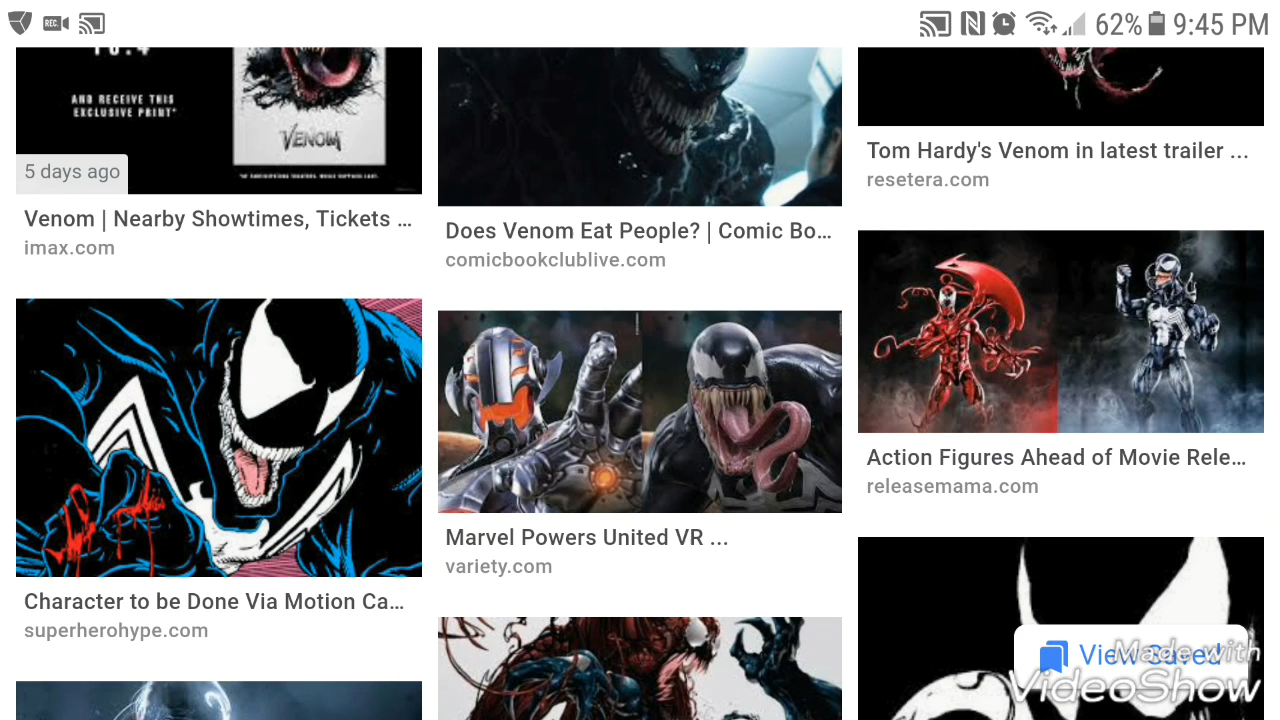 REC.
62% 9:45 PM
AND RECEIVE THIS
EXCLUSIVE PRINT*
VENOM
5 days ago
Venom | Nearby Showtimes, Tickets ...
imax.com
Does Venom Eat People? | Comic Bo...
comicbookclublive.com
Tom Hardy's Venom in latest trailer ...
resetera.com
Character to be Done Via Motion Ca...
superherohype.com
Marvel Powers United VR ...
variety.com
Action Figures Ahead of Movie Rele...
releasemama.com
View Saved
Made with
VideoShow